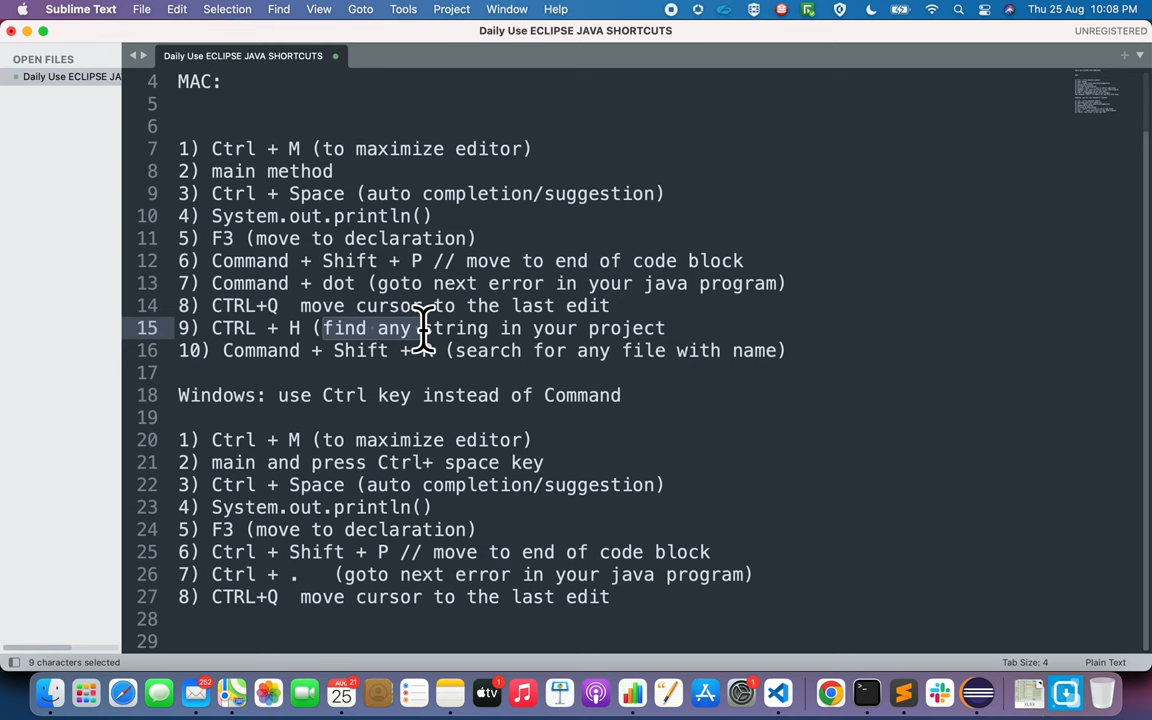 Sublime Text File Edit Selection Find View Goto Tools Project Window Help Thu 25 Aug 10:08 PM
Daily Use ECLIPSE JAVA SHORTCUTS UNREGISTERED
OPEN FILES
Daily Use ECLIPSE JA
Daily Use ECLIPSE JAVA SHORTCUTS
4 MAC:
5
6
7 1) Ctrl + M (to maximize editor)
8 2) main method
9 3) Ctrl + Space (auto completion/suggestion)
10 4) System.out.println()
11 5) F3 (move to declaration)
12 6) Command + Shift + P // move to end of code block
13 7) Command + dot (goto next error in your java program)
14 8) CTRL+Q  move cursor to the last edit
15 9) CTRL + H (find any string in your project
16 10) Command + Shift + (search for any file with name)
17
18 Windows: use Ctrl key instead of Command
19
20 1) Ctrl + M (to maximize editor)
21 2) main and press Ctrl+ space key
22 3) Ctrl + Space (auto completion/suggestion)
23 4) System.out.println()
24 5) F3 (move to declaration)
25 6) Ctrl + Shift + P // move to end of code block
26 7) Ctrl + .   (goto next error in your java program)
27 8) CTRL+Q  move cursor to the last edit
28
29
9 characters selected Tab Size: 4 Plain Text
252
AUG 21
25
1
1